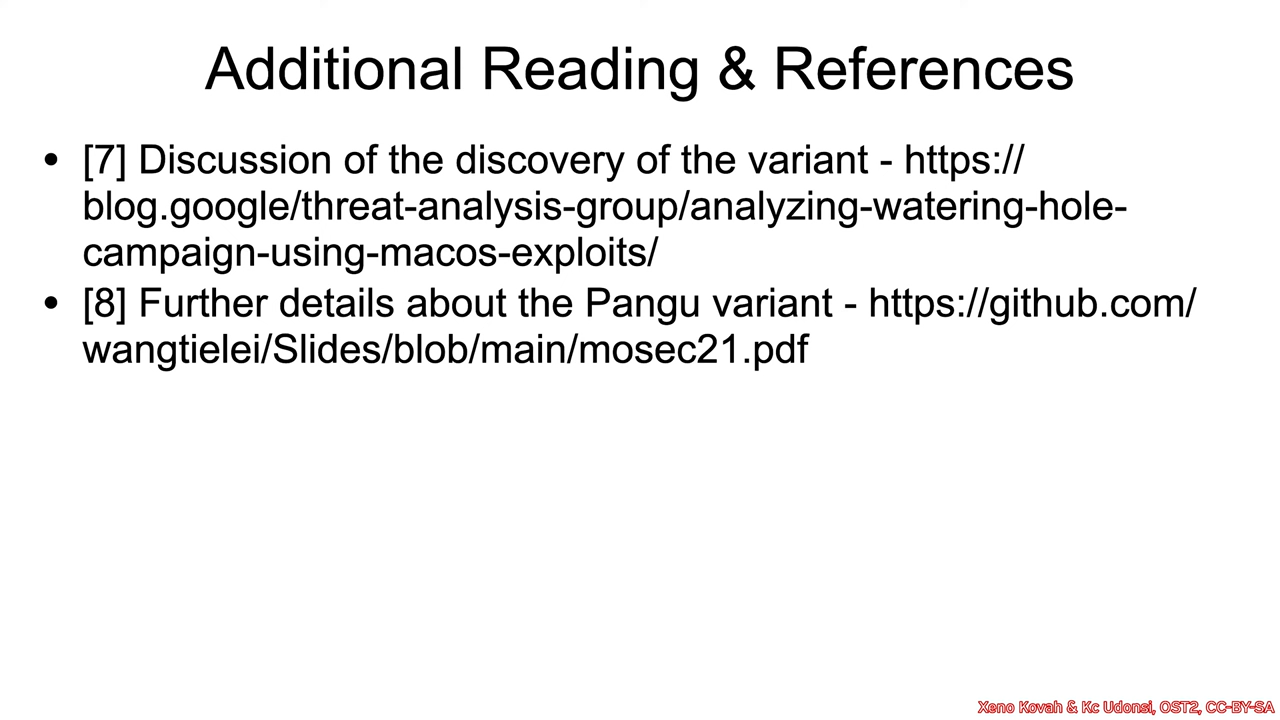 Additional Reading & References
• [7] Discussion of the discovery of the variant - https://
blog.google/threat-analysis-group/analyzing-watering-hole-
campaign-using-macos-exploits/
• [8] Further details about the Pangu variant - https://github.com/
wangtielei/Slides/blob/main/mosec21.pdf
Xeno Kovah & Kc Udonsi, OST2, CC-BY-SA